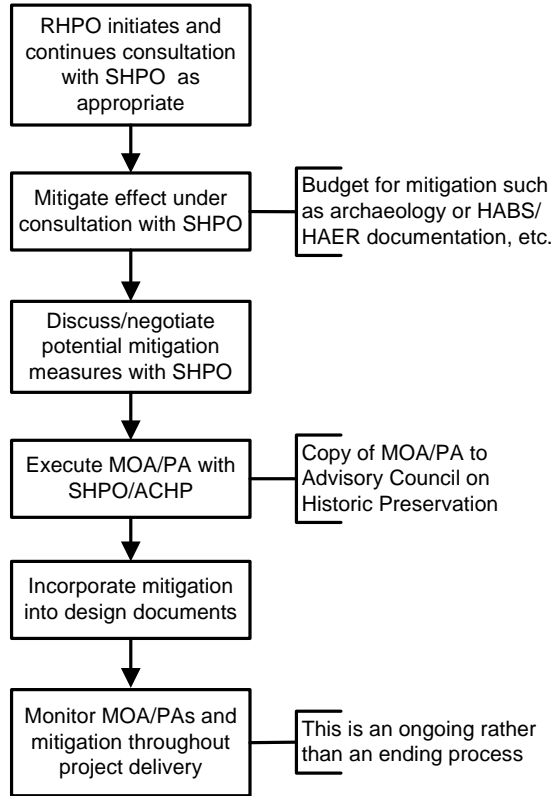 RHPO initiates and
continues consultation
with SHPO as
appropriate
Mitigate effect under
consultation with SHPO
Budget for mitigation such
as archaeology or HABS/
HAER documentation, etc.
Discuss/negotiate
potential mitigation
measures with SHPO
Execute MOA/PA with
SHPO/ACHP
Copy of MOA/PA to
Advisory Council on
Historic Preservation
Incorporate mitigation
into design documents
Monitor MOA/PAs and
mitigation throughout
project delivery
This is an ongoing rather
than an ending process